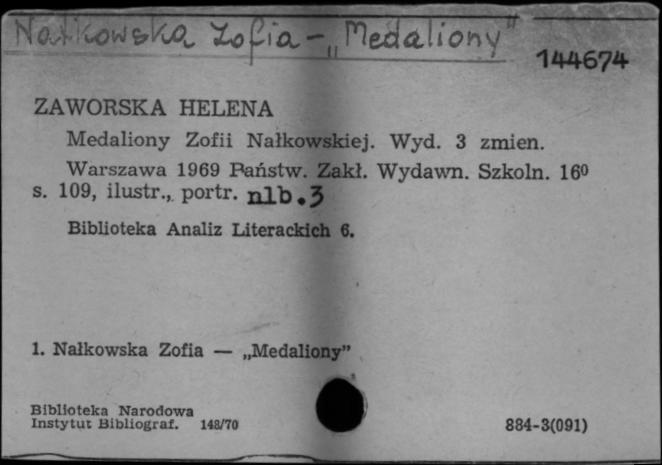 Nałkowska Zofia – „Medaliony”
144674
ZAWORSKA HELENA
Medaliony Zofii Nałkowskiej. Wyd. 3 zmien.
Warszawa 1969 Państw. Zakł. Wydawn. Szkoln. 16⁰
s. 109, ilustr., portr. nlb.3
Biblioteka Analiz Literackich 6.
1. Nałkowska Zofia — „Medaliony”
Biblioteka Narodowa
Instytut Bibliograf. 148/70
884-3(091)